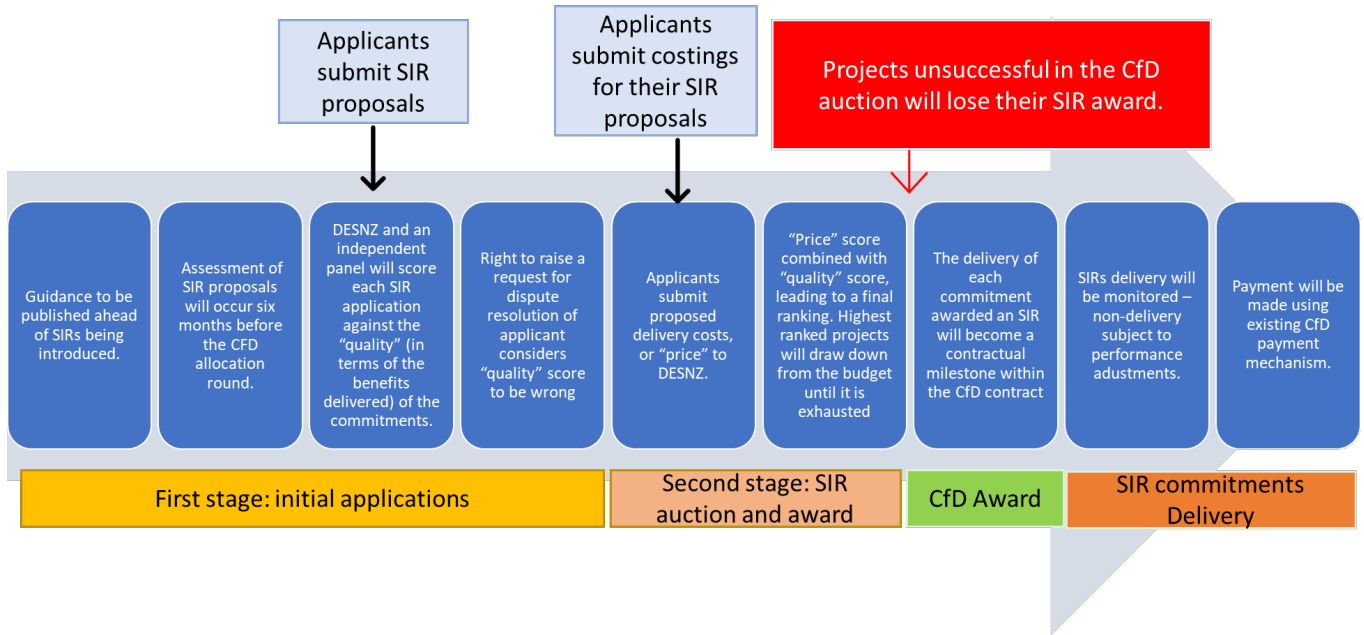 Applicants
submit SIR
proposals
Applicants
submit costings
for their SIR
proposals
Projects unsuccessful in the CfD
auction will lose their SIR award.
Guidance to be
published ahead
of SIRs being
introduced.
Assessment of
SIR proposals
will occur six
months before
the CFD
allocation
round.
DESNZ and an
independent
panel will score
each SIR
application
against the
“quality” (in
terms of the
benefits
delivered) of the
commitments.
Right to raise a
request for
dispute
resolution of
applicant
considers
“quality” score
to be wrong
Applicants
submit
proposed
delivery costs,
or “price” to
DESNZ.
“Price” score
combined with
“quality” score,
leading to a final
ranking. Highest
ranked projects
will draw down
from the budget
until it is
exhausted
The delivery of
each
commitment
awarded an SIR
will become a
contractual
milestone within
the CfD contract
SIRs delivery will
be monitored –
non-delivery
subject to
performance
adustments.
Payment will be
made using
existing CfD
payment
mechanism.
First stage: initial applications
Second stage: SIR
auction and award
CfD Award
SIR commitments
Delivery